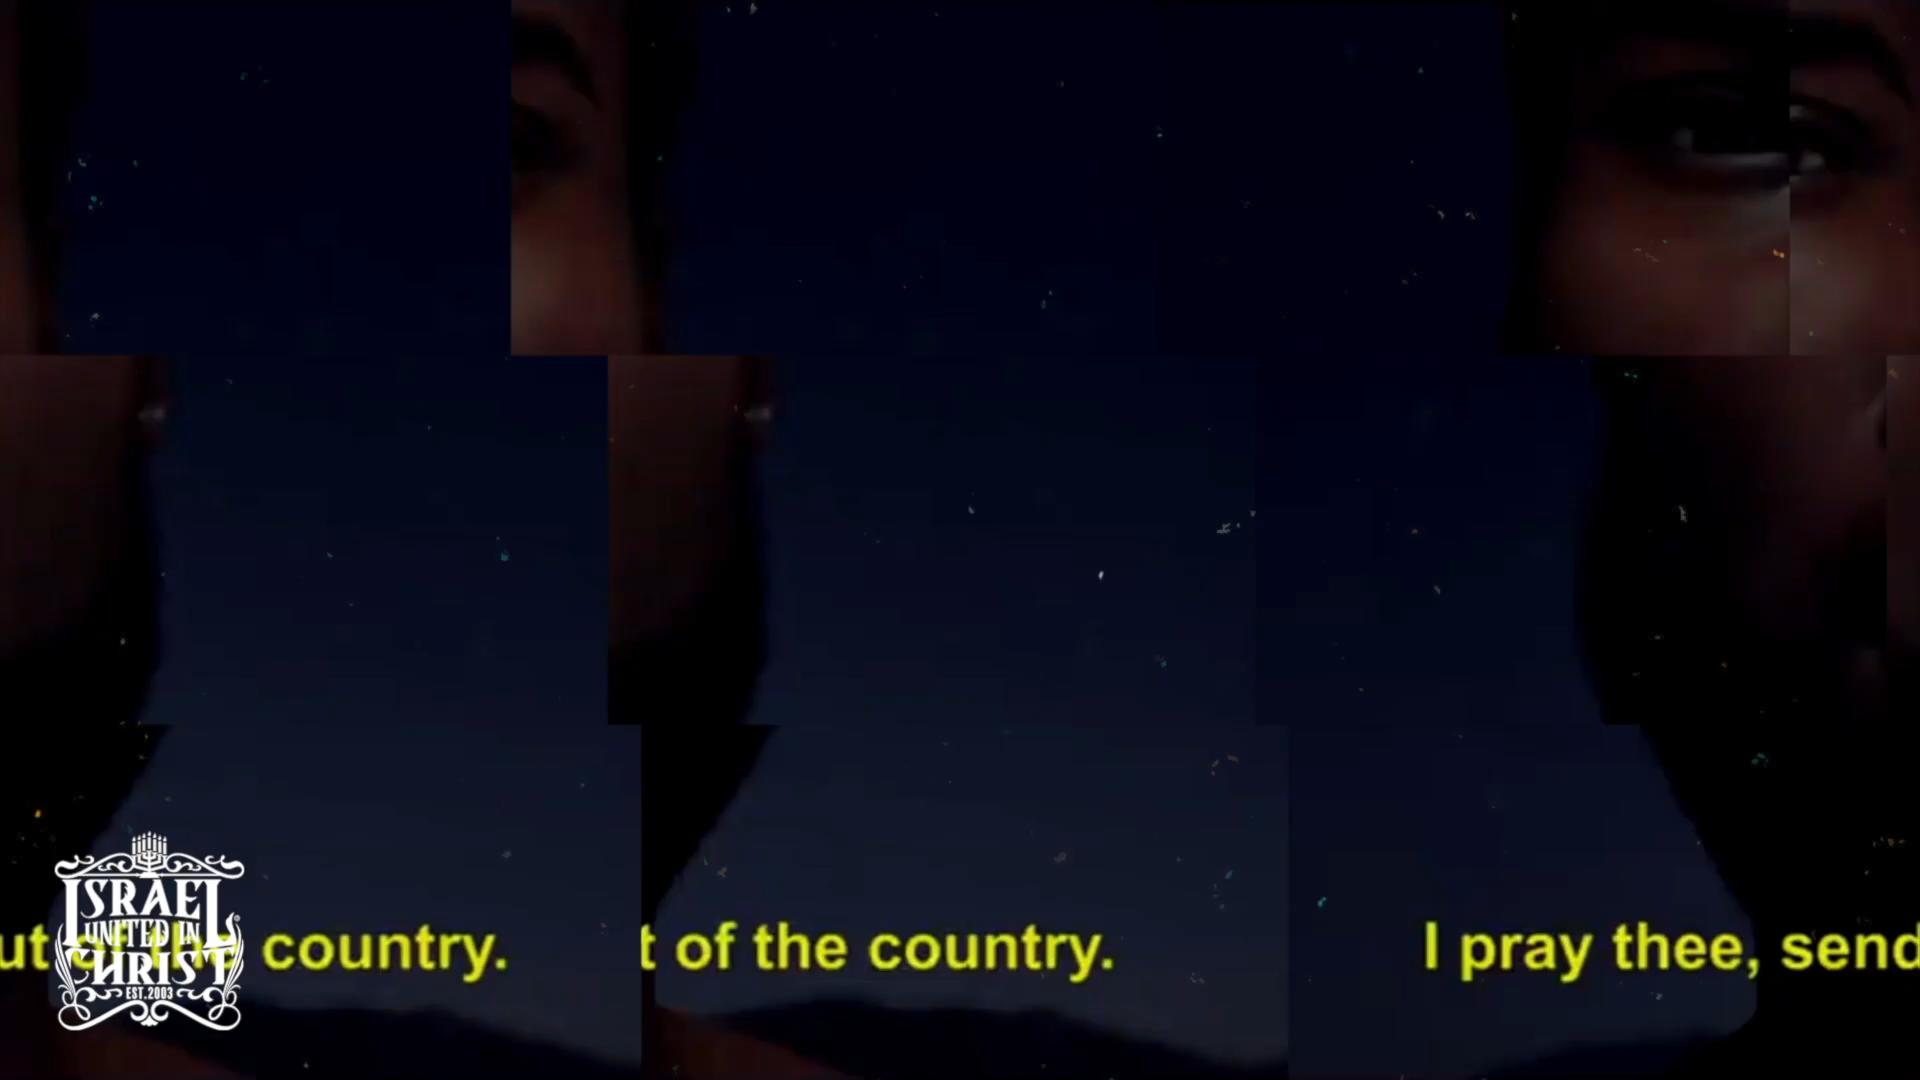 ISRAEL
UNITED IN
CHRIST
EST. 2003
country.
t of the country.
I pray thee, send